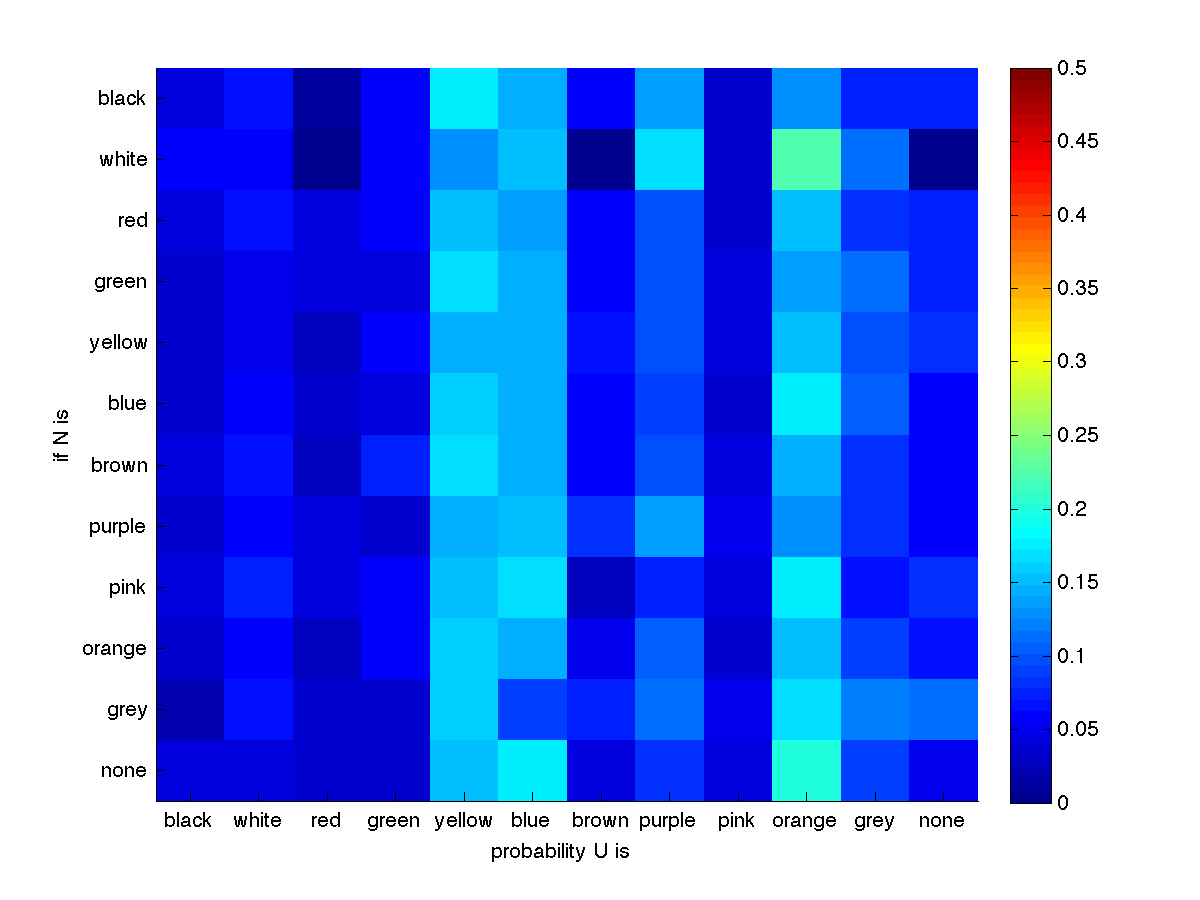 black
white
red
green
yellow
blue
brown
purple
pink
orange
grey
none
if N is
black white red green yellow blue brown purple pink orange grey none
probability U is
0.5
0.45
0.4
0.35
0.3
0.25
0.2
0.15
0.1
0.05
0